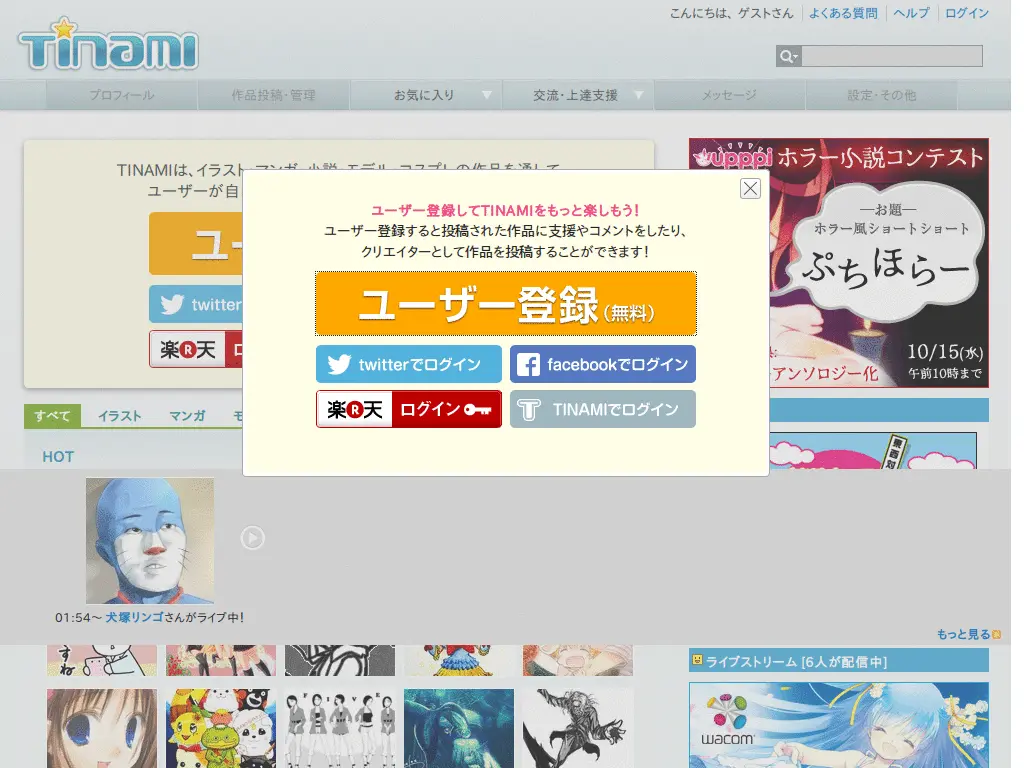 こんにちは、ゲストさん よくある質問 ヘルプ ログイン
Tinami
プロフィール 作品投稿・管理 お気に入り 交流・上達支援 メッセージ 設定・その他
TINAMIは、イラスト、マンガ、小説、モデル、コスプレの作品を通して
ユーザーが自
ユー
twitter
楽R天 ロ
ユーザー登録してTINAMIをもっと楽しもう!
ユーザー登録すると投稿された作品に支援やコメントをしたり、
クリエイターとして作品を投稿することができます!
ユーザー登録(無料)
twitterでログイン facebookでログイン
楽R天 ログイン TINAMIでログイン
upppi ホラー小説コンテスト
―お題―
ホラー風ショートショート
ぷちほらー
10/15(水)
午前10時まで
アンソロジー化
すべて イラスト マンガ モ
HOT
東西対
01:54～ 犬塚リンゴさんがライブ中!
もっと見る
すね
ライブストリーム [6人が配信中]
wacom